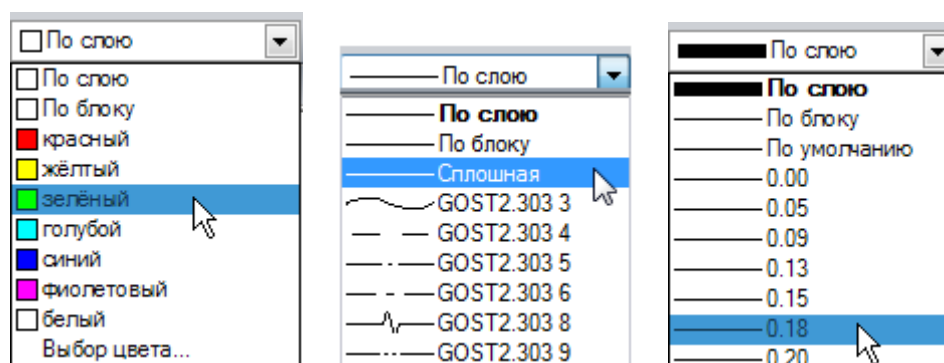 По слою
По слою
По блоку
красный
жёлтый
зелёный
голубой
синий
фиолетовый
белый
Выбор цвета...
По слою
По слою
По блоку
Сплошная
GOST2.303 3
GOST2.303 4
GOST2.303 5
GOST2.303 6
GOST2.303 8
GOST2.303 9
По слою
По слою
По блоку
По умолчанию
0.00
0.05
0.09
0.13
0.15
0.18
0.20